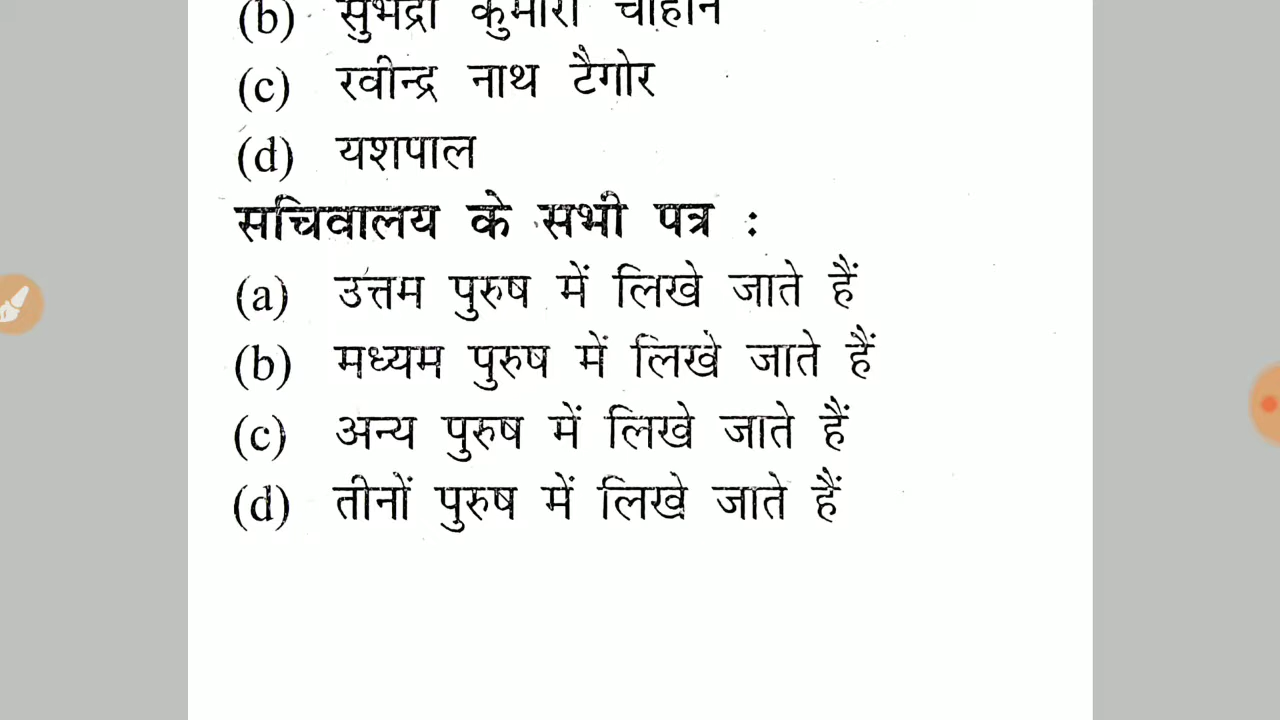 (b) सुभद्रा कुमारी चौहान
(c) रवीन्द्र नाथ टैगोर
(d) यशपाल
सचिवालय के सभी पत्र :
(a) उत्तम पुरुष में लिखे जाते हैं
(b) मध्यम पुरुष में लिखे जाते हैं
(c) अन्य पुरुष में लिखे जाते हैं
(d) तीनों पुरुष में लिखे जाते हैं